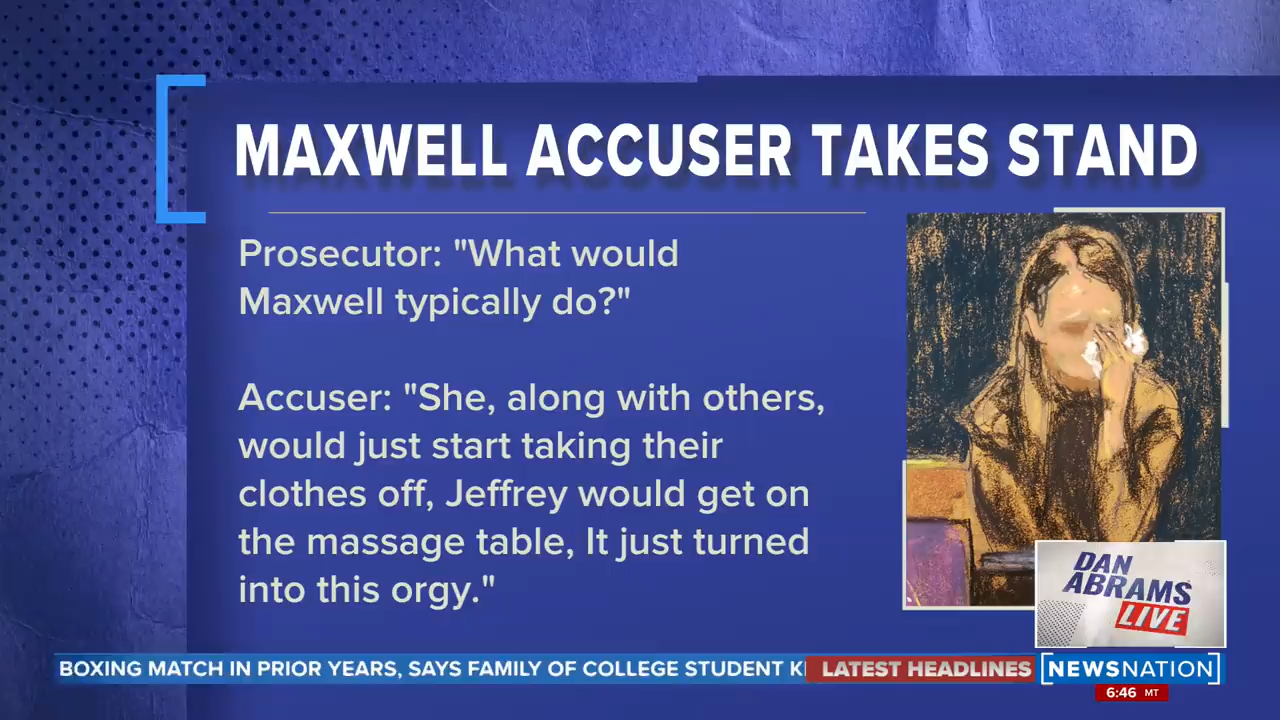 MAXWELL ACCUSER TAKES STAND
Prosecutor: "What would
Maxwell typically do?"
Accuser: "She, along with others,
would just start taking their
clothes off, Jeffrey would get on
the massage table, It just turned
into this orgy."
DAN
ABRAMS
LIVE
BOXING MATCH IN PRIOR YEARS, SAYS FAMILY OF COLLEGE STUDENT
LATEST HEADLINES
NEWSNATION
6:46 MT